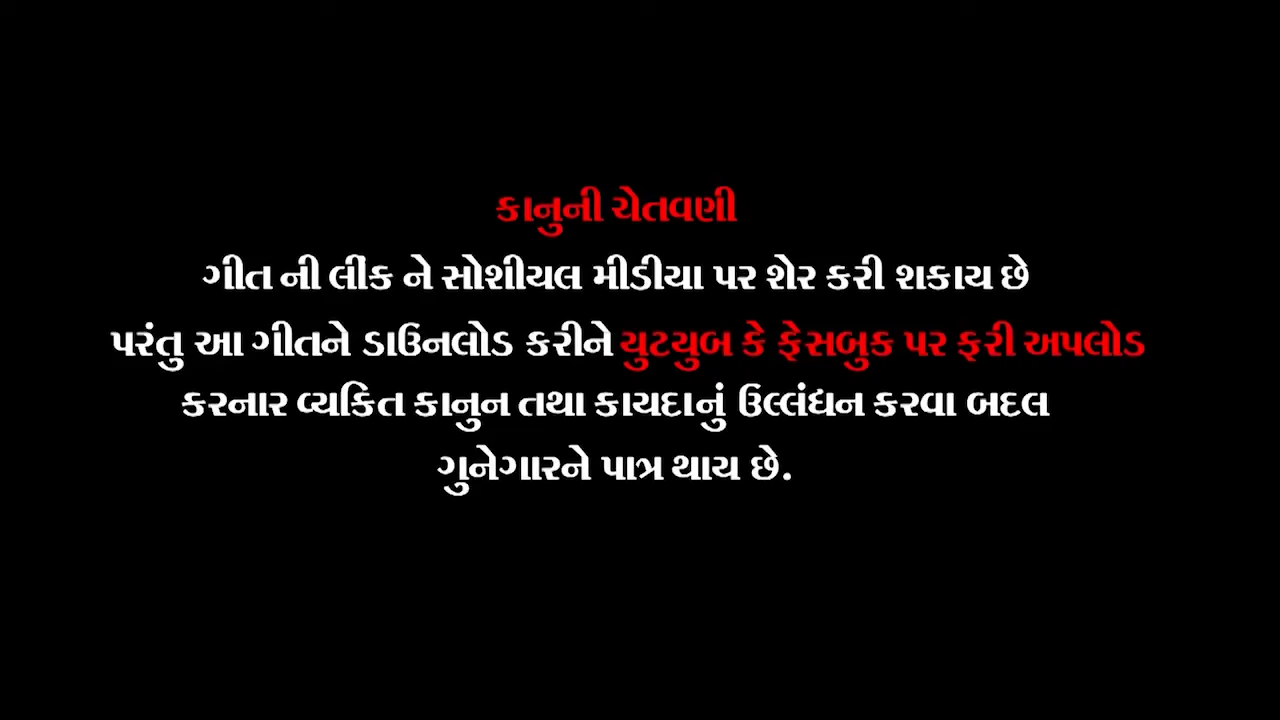 કાનુની ચેતવણી
ગીત ની લીંક ને સોશીયલ મીડીયા પર શેર કરી શકાય છે
પરંતુ આ ગીતને ડાઉનલોડ કરીને યુટયુબ કે ફેસબુક પર ફરી અપલોડ
કરનાર વ્યકિત કાનુન તથા કાયદાનું ઉલ્લંઘન કરવા બદલ
ગુનેગારને પાત્ર થાય છે.